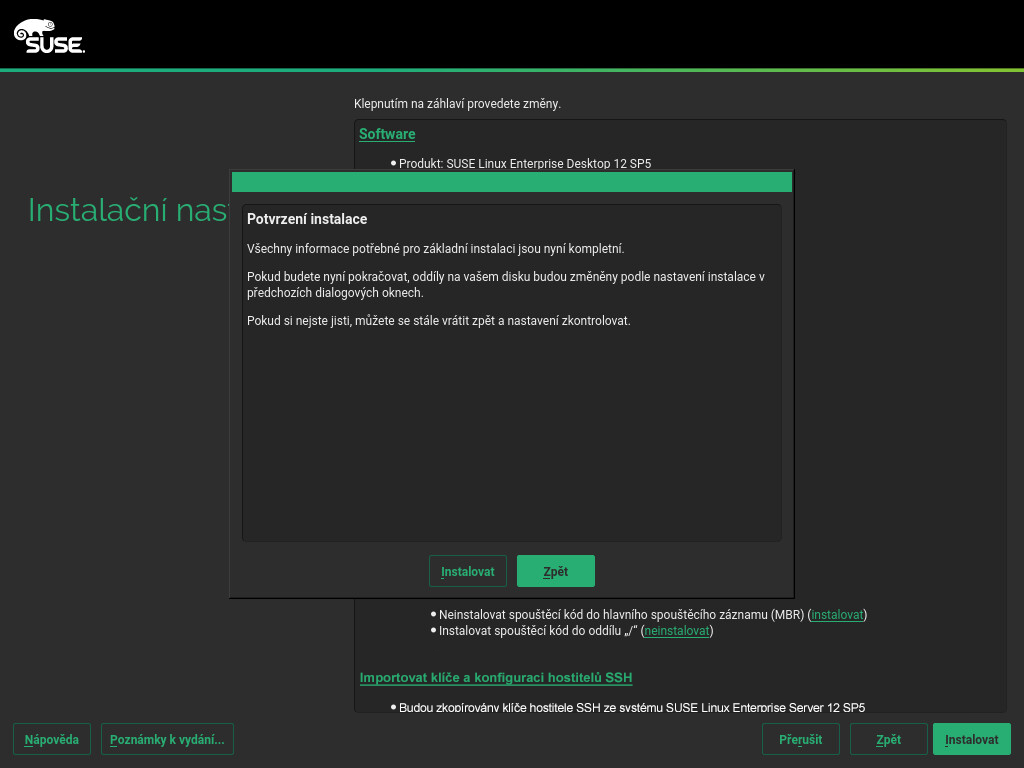 SUSE.
Klepnutím na záhlaví provedete změny.
Software
Produkt: SUSE Linux Enterprise Desktop 12 SP5
Instalační nas
Potvrzení instalace
Všechny informace potřebné pro základní instalaci jsou nyní kompletní.
Pokud budete nyní pokračovat, oddíly na vašem disku budou změněny podle nastavení instalace v
předchozích dialogových oknech.
Pokud si nejste jisti, můžete se stále vrátit zpět a nastavení zkontrolovat.
Instalovat Zpět
Neinstalovat spouštěcí kód do hlavního spouštěcího záznamu (MBR) (instalovat)
Instalovat spouštěcí kód do oddílu „/“ (neinstalovat)
Importovat klíče a konfiguraci hostitelů SSH
Budou zkopírovány klíče hostitele SSH ze systému SUSE Linux Enterprise Server 12 SP5
Nápověda Poznámky k vydání... Přerušit Zpět Instalovat